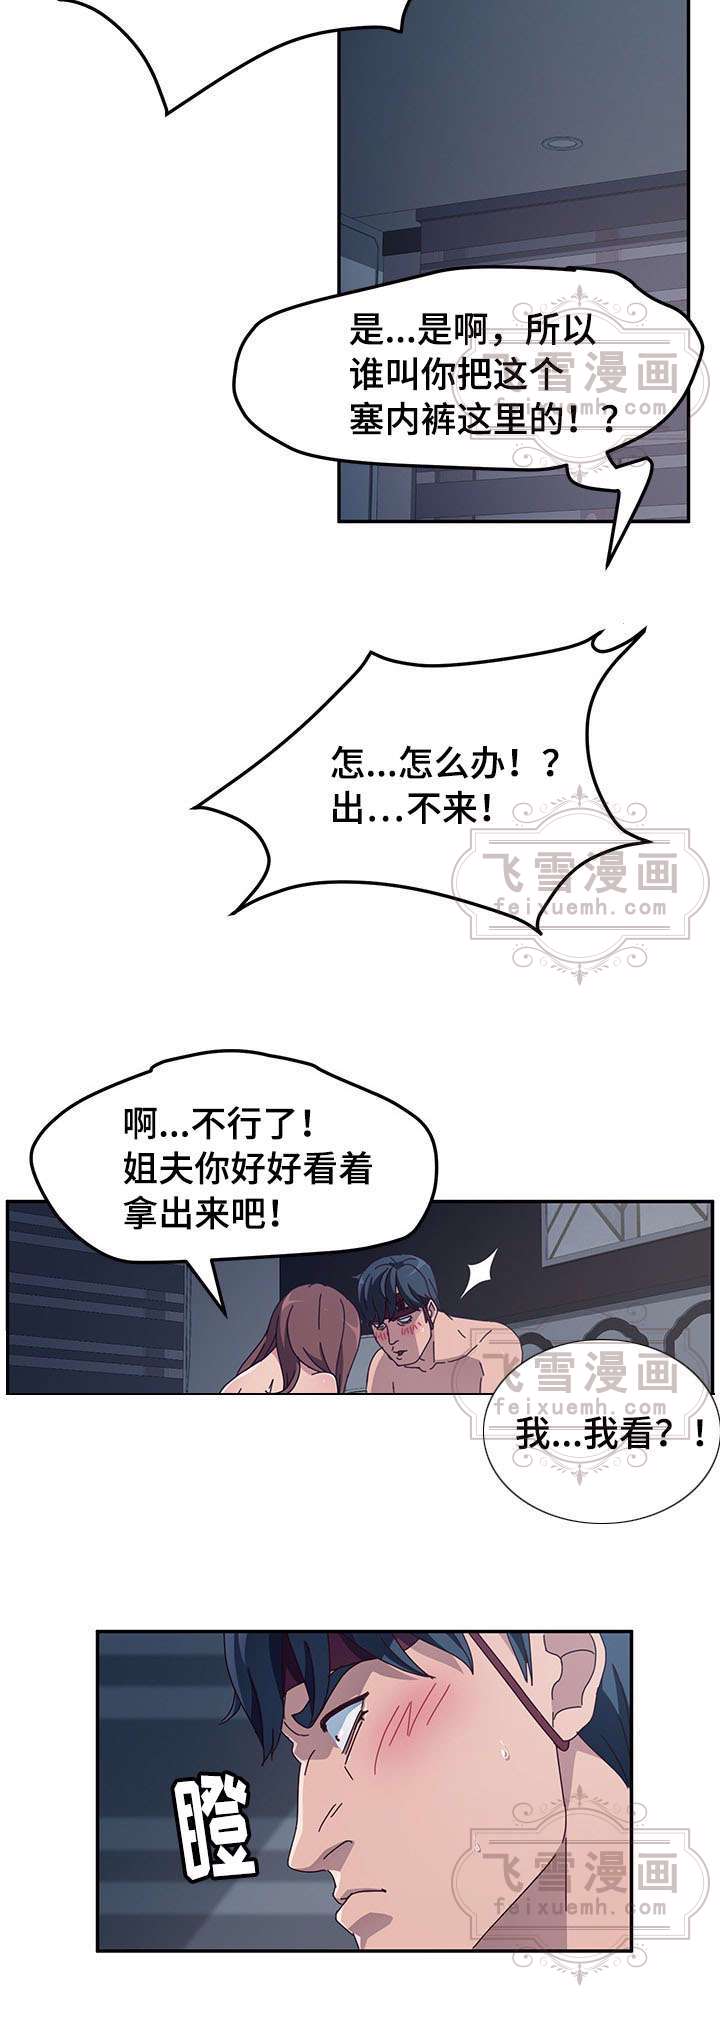 是...是啊，所以
谁叫你把这个
塞内裤这里的！？
飞雪漫画
feixuemh.com
怎...怎么办！？
出...不来！
飞雪漫画
feixuemh.com
啊...不行了！
姐夫你好好看着
拿出来吧！
飞雪漫画
feixuemh.com
我...我看？！
瞪
飞雪漫画
feixuemh.com